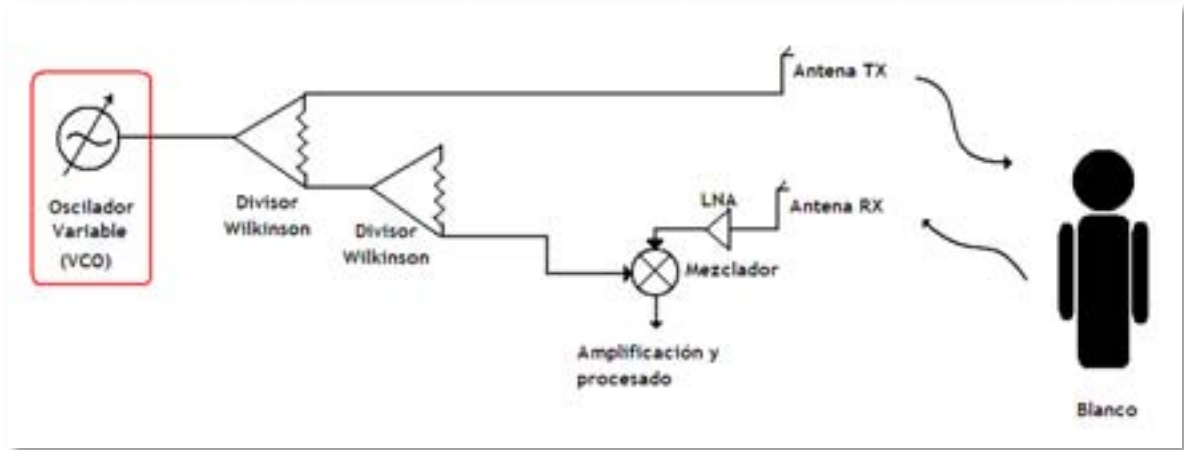 Antena TX
Oscilador
Variable
(VCO)
Divisor
Wilkinson
Divisor
Wilkinson
LNA
Antena RX
Mezclador
Amplificación y
procesado
Blanco